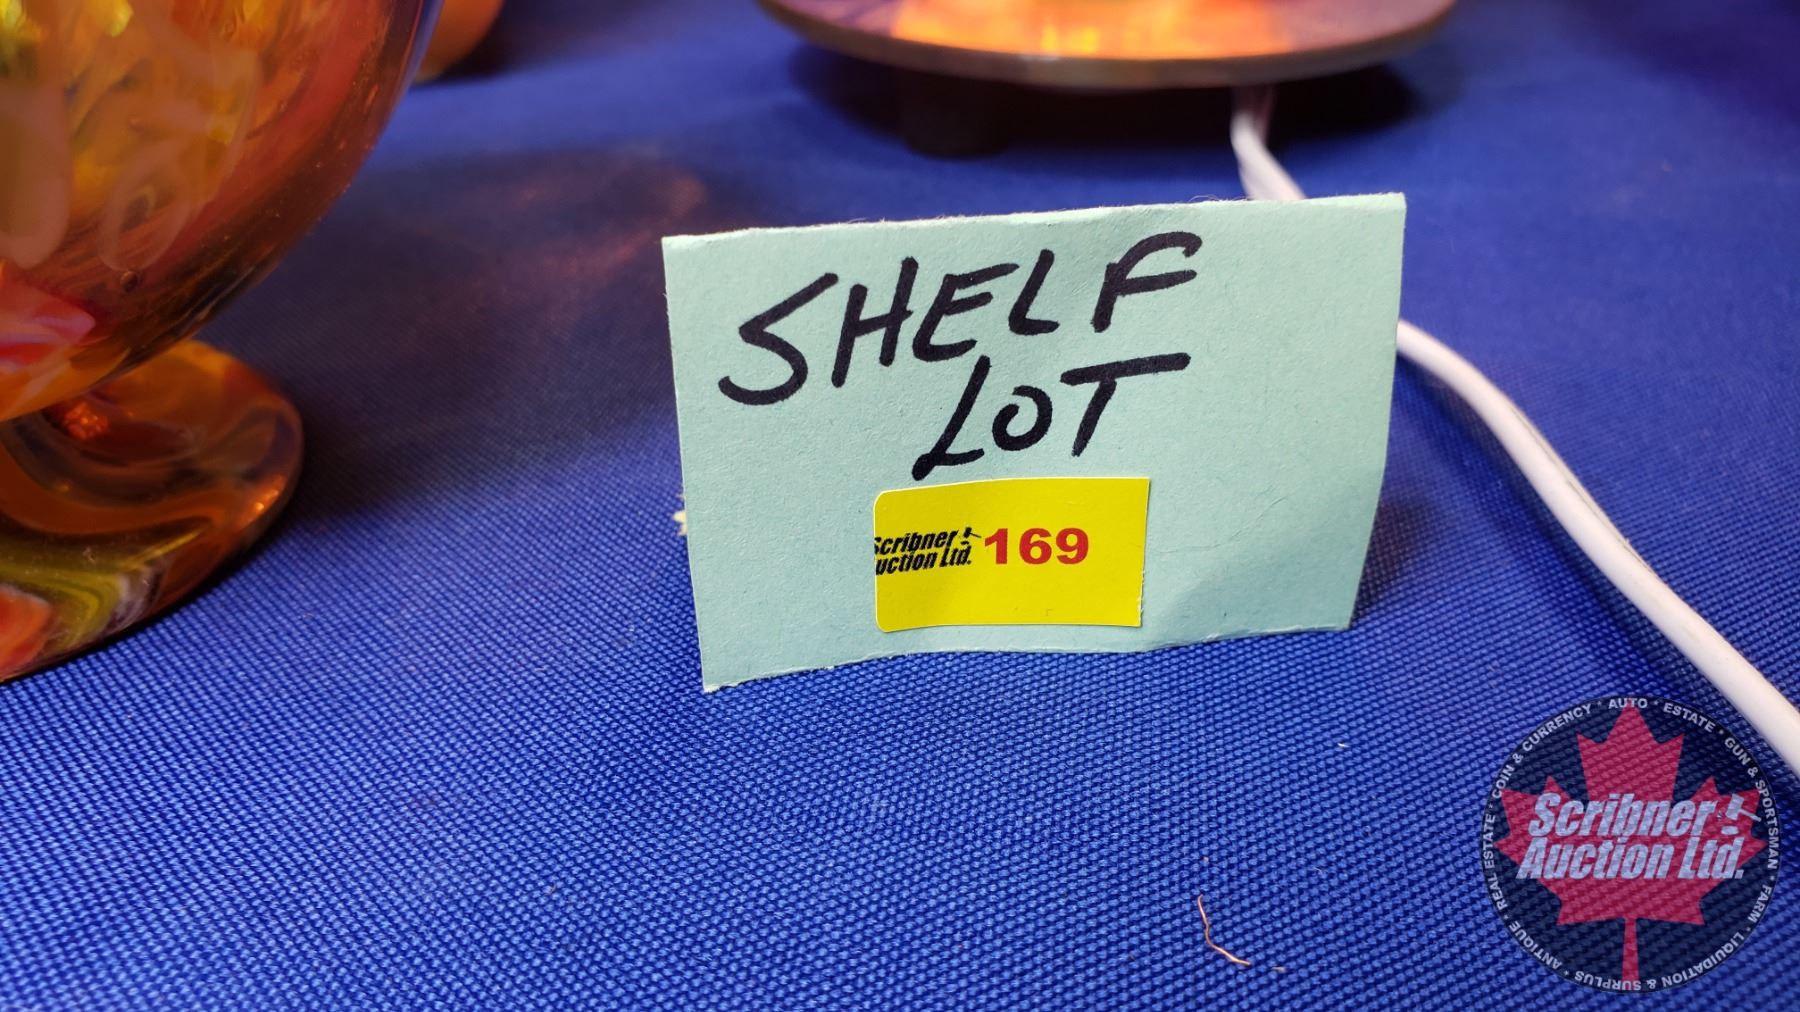 SHELF
LOT
Scribner
uction Ltd.
169
COIN & CURRENCY * AUTO * ESTATE * GUN & SPORTSMAN * FARM * LIQUIDATION & SURPLUS * ANTIQUE * REAL ESTATE *
Scribner
Auction Ltd.